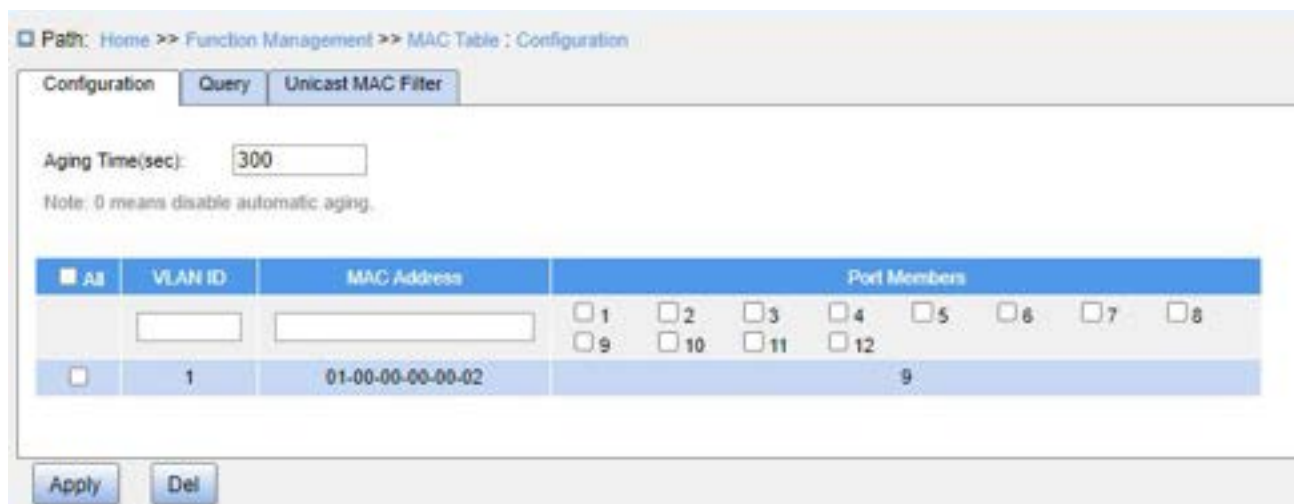 Path: Home >> Function Management >> MAC Table : Configuration
Configuration Query Unicast MAC Filter
Aging Time(sec): 300
Note: 0 means disable automatic aging.
All VLAN ID MAC Address Port Members
1 2 3 4 5 6 7 8
9 10 11 12
1 01-00-00-00-00-02 9
Apply Del